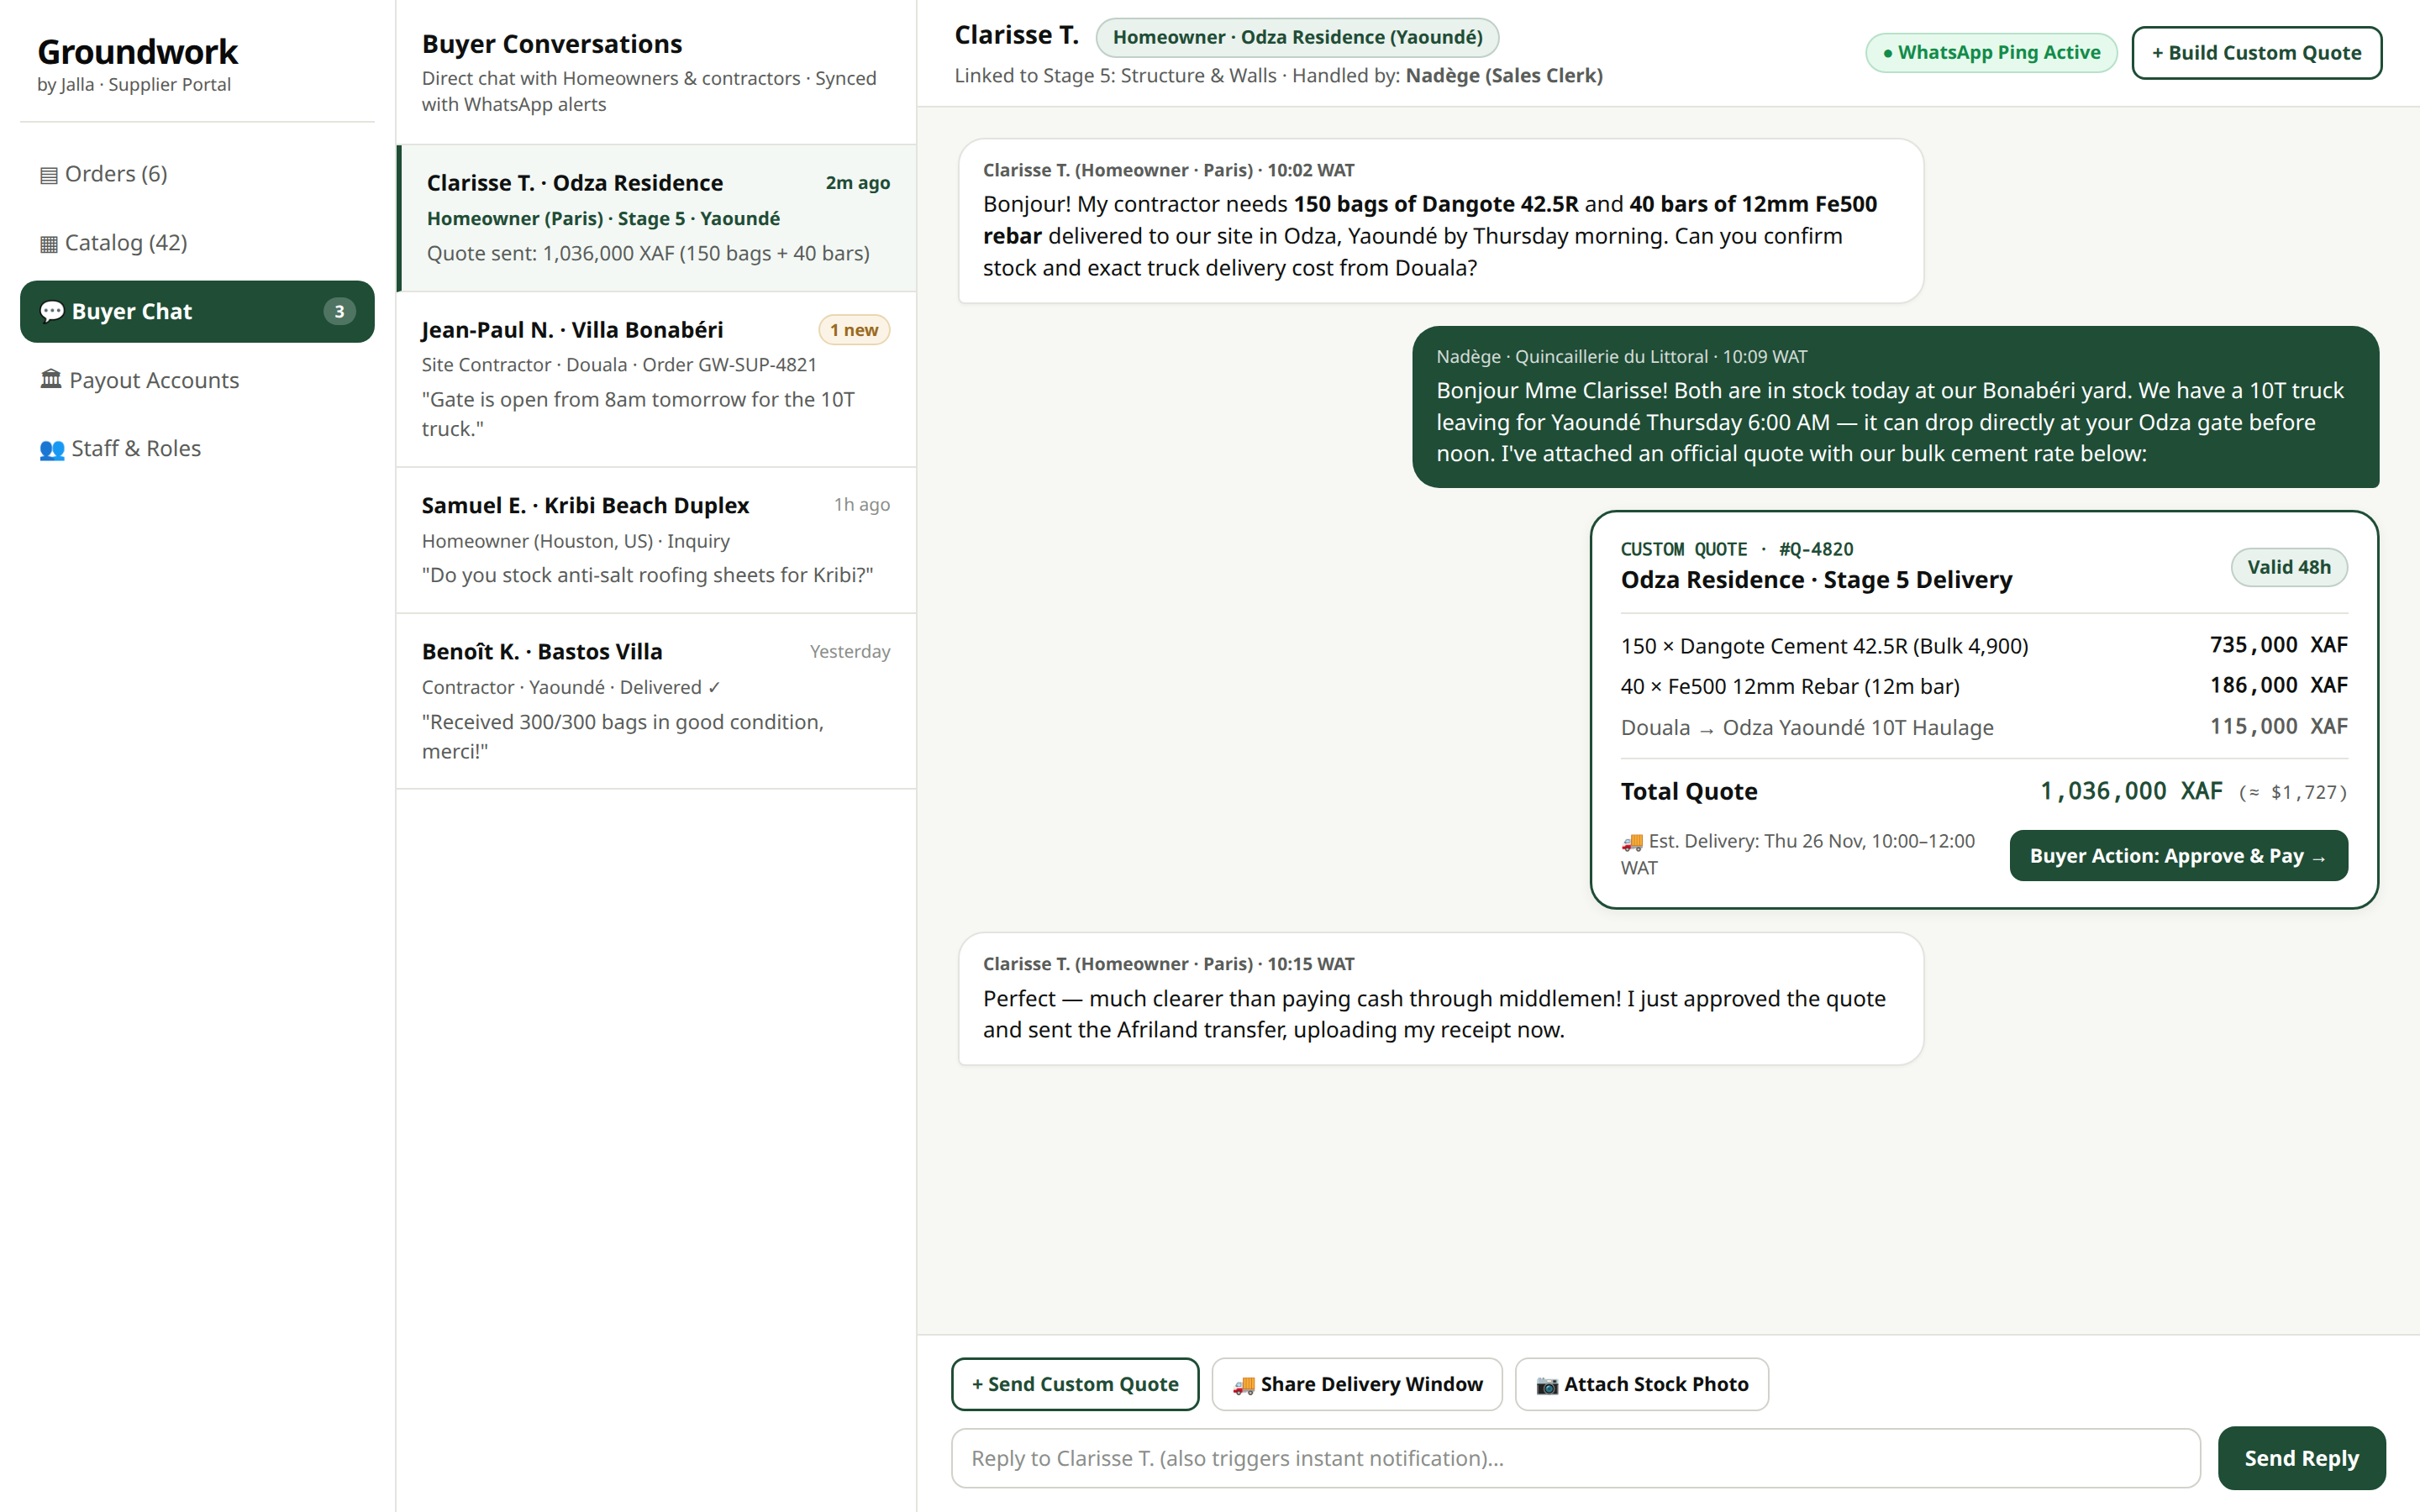 Groundwork
by Jalla · Supplier Portal
▤ Orders (6)
▦ Catalog (42)
💬 Buyer Chat 3
🏛 Payout Accounts
👥 Staff & Roles
Buyer Conversations
Direct chat with Homeowners & contractors · Synced
with WhatsApp alerts
Clarisse T. · Odza Residence 2m ago
Homeowner (Paris) · Stage 5 · Yaoundé
Quote sent: 1,036,000 XAF (150 bags + 40 bars)
Jean-Paul N. · Villa Bonabéri 1 new
Site Contractor · Douala · Order GW-SUP-4821
"Gate is open from 8am tomorrow for the 10T
truck."
Samuel E. · Kribi Beach Duplex 1h ago
Homeowner (Houston, US) · Inquiry
"Do you stock anti-salt roofing sheets for Kribi?"
Benoît K. · Bastos Villa Yesterday
Contractor · Yaoundé · Delivered ✓
"Received 300/300 bags in good condition,
merci!"
Clarisse T. Homeowner · Odza Residence (Yaoundé)
Linked to Stage 5: Structure & Walls · Handled by: Nadège (Sales Clerk)
● WhatsApp Ping Active
+ Build Custom Quote
Clarisse T. (Homeowner · Paris) · 10:02 WAT
Bonjour! My contractor needs 150 bags of Dangote 42.5R and 40 bars of 12mm Fe500
rebar delivered to our site in Odza, Yaoundé by Thursday morning. Can you confirm
stock and exact truck delivery cost from Douala?
Nadège · Quincaillerie du Littoral · 10:09 WAT
Bonjour Mme Clarisse! Both are in stock today at our Bonabéri yard. We have a 10T truck
leaving for Yaoundé Thursday 6:00 AM — it can drop directly at your Odza gate before
noon. I've attached an official quote with our bulk cement rate below:
CUSTOM QUOTE · #Q-4820
Odza Residence · Stage 5 Delivery
Valid 48h
150 × Dangote Cement 42.5R (Bulk 4,900) 735,000 XAF
40 × Fe500 12mm Rebar (12m bar) 186,000 XAF
Douala → Odza Yaoundé 10T Haulage 115,000 XAF
Total Quote 1,036,000 XAF (≈ $1,727)
🚚 Est. Delivery: Thu 26 Nov, 10:00–12:00
WAT
Buyer Action: Approve & Pay →
Clarisse T. (Homeowner · Paris) · 10:15 WAT
Perfect — much clearer than paying cash through middlemen! I just approved the quote
and sent the Afriland transfer, uploading my receipt now.
+ Send Custom Quote
🚚 Share Delivery Window
📷 Attach Stock Photo
Reply to Clarisse T. (also triggers instant notification)...
Send Reply